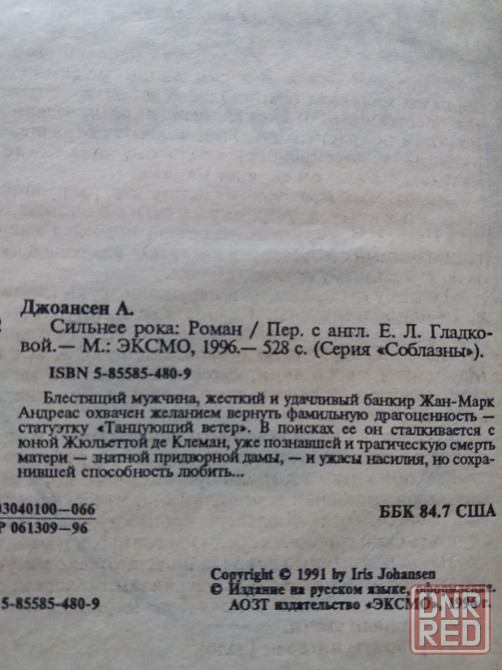 Джоансен А.
Сильнее рока: Роман / Пер. с англ. Е. Л. Гладко-
вой.— М.: ЭКСМО, 1996.— 528 с. (Серия «Соблазны»).
ISBN 5-85585-480-9
Блестящий мужчина, жесткий и удачливый банкир Жан-Марк
Андреас охвачен желанием вернуть фамильную драгоценность —
статуэтку «Танцующий ветер». В поисках ее он сталкивается с
юной Жюльеттой де Клеман, уже познавшей и трагическую смерть
матери — знатной придворной дамы, — и ужасы насилия, но сохра-
нившей способность любить...
03040100—066
Р 061309—96
ББК 84.7 США
Copyright © 1991 by Iris Johansen
© Издание на русском языке, оформление.
5-85585-480-9
АОЗТ издательство «ЭКСМО», 1996 г.
DNR
RED